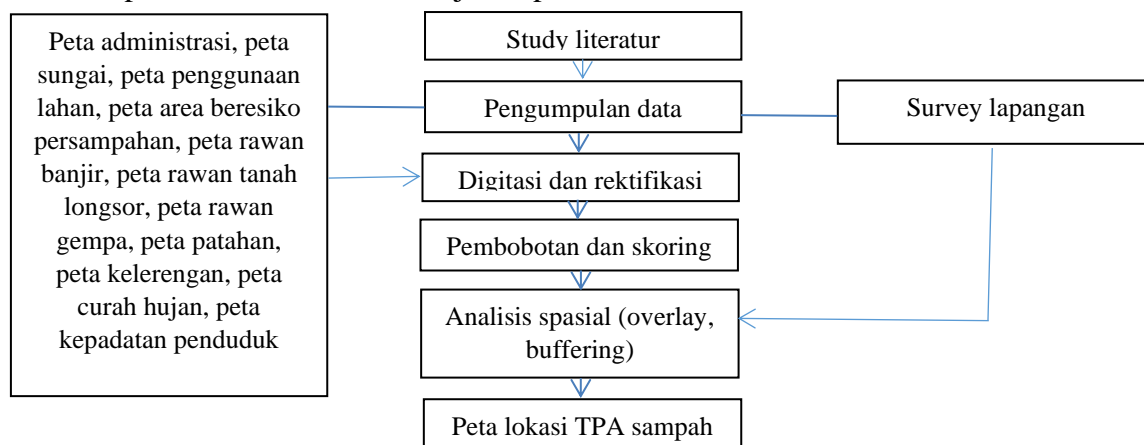 Peta administrasi, peta
sungai, peta penggunaan
lahan, peta area beresiko
persampahan, peta rawan
banjir, peta rawan tanah
longsor, peta rawan
gempa, peta patahan,
peta kelerengan, peta
curah hujan, peta
kepadatan penduduk
Study literatur
Pengumpulan data
Survey lapangan
Digitasi dan rektifikasi
Pembobotan dan skoring
Analisis spasial (overlay,
buffering)
Peta lokasi TPA sampah